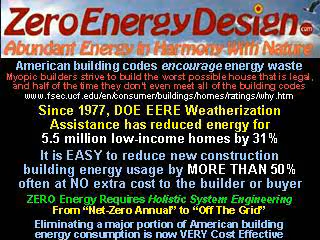 ZeroEnergyDesign.com
Abundant Energy in Harmony With Nature
American building codes encourage energy waste
Myopic builders strive to build the worst possible house that is legal,
and half of the time they don't even meet all of the building codes
www.fsec.ucf.edu/en/consumer/buildings/homes/ratings/why.htm
Since 1977, DOE EERE Weatherization
Assistance has reduced energy for
5.5 million low-income homes by 31%
It is EASY to reduce new construction
building energy usage by MORE THAN 50%
often at NO extra cost to the builder or buyer
ZERO Energy Requires Holistic System Engineering
From "Net-Zero Annual" to "Off The Grid"
Eliminating a major portion of American building
energy consumption is now VERY Cost Effective